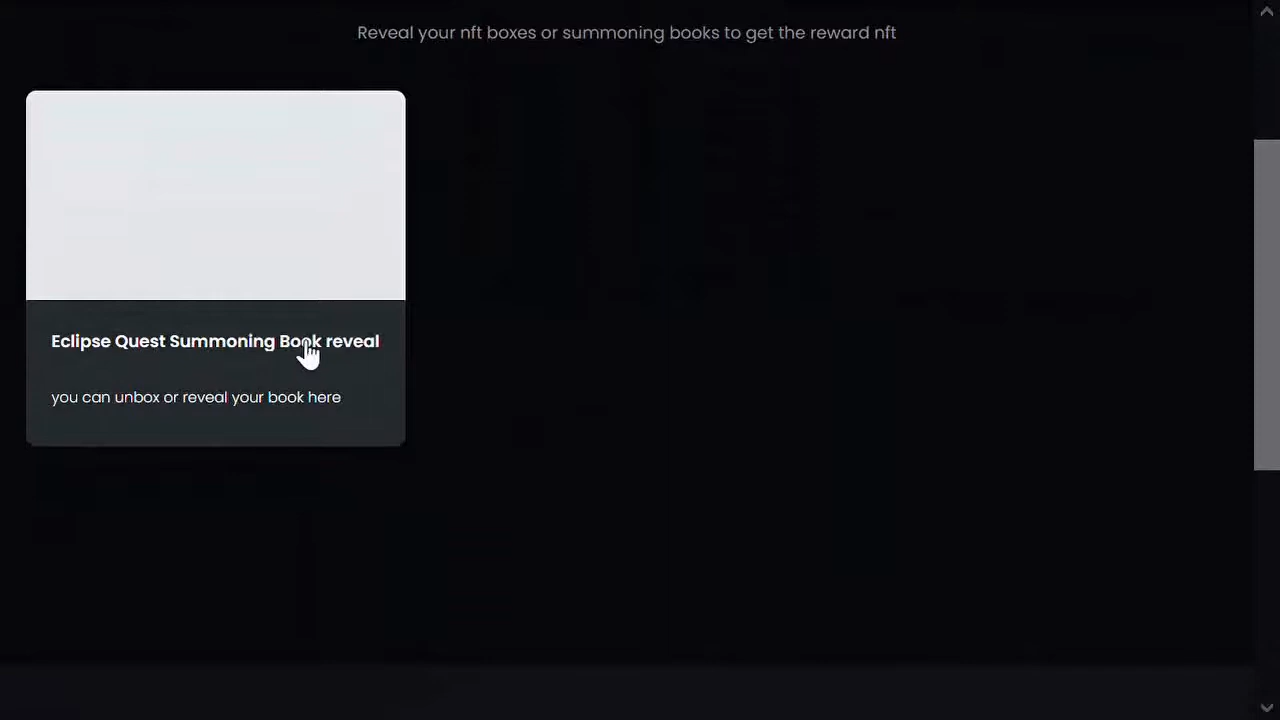 Reveal your nft boxes or summoning books to get the reward nft
Eclipse Quest Summoning Book reveal
you can unbox or reveal your book here